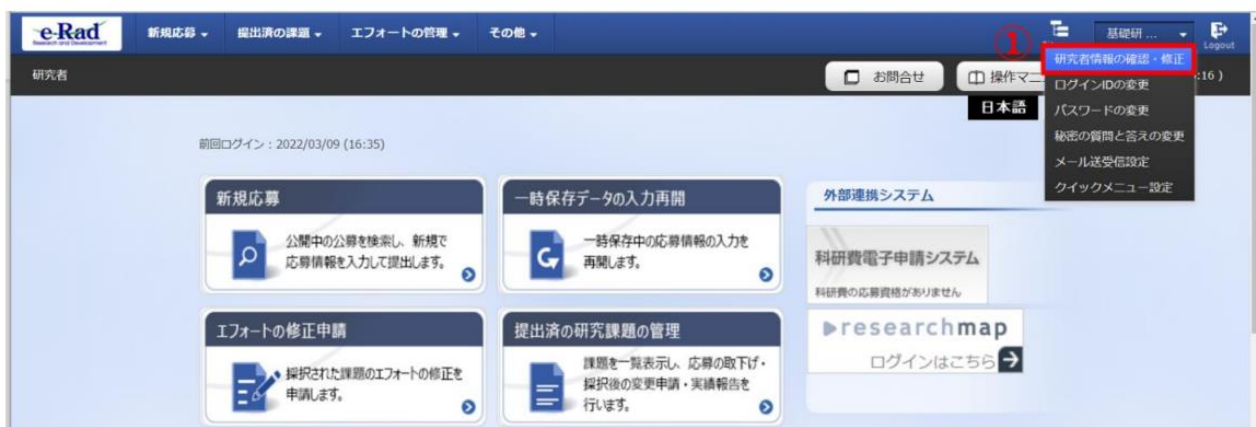 e-Rad
Research and Development
新規応募
提出済の課題
エフォートの管理
その他
①
基礎研 ...
Logout
研究者
お問合せ
操作マニ
:16 )
研究者情報の確認・修正
ログインIDの変更
パスワードの変更
秘密の質問と答えの変更
メール送受信設定
クイックメニュー設定
日本語
前回ログイン：2022/03/09 (16:35)
新規応募
公開中の公募を検索し、新規で
応募情報を入力して提出します。
一時保存データの入力再開
一時保存中の応募情報の入力を
再開します。
外部連携システム
科研費電子申請システム
科研費の応募資格がありません
researchmap
ログインはこちら
エフォートの修正申請
採択された課題のエフォートの修正を
申請します。
提出済の研究課題の管理
課題を一覧表示し、応募の取下げ・
採択後の変更申請・実績報告を
行います。